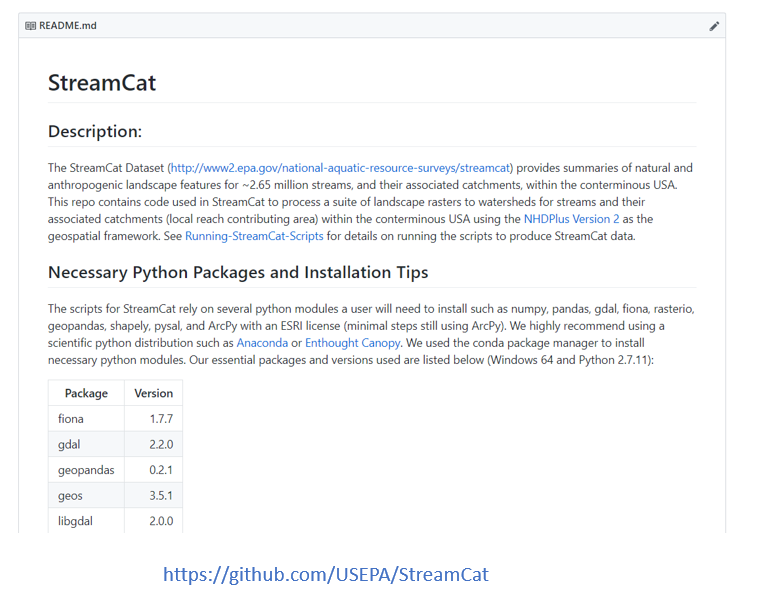 README.md
StreamCat
Description:
The StreamCat Dataset (http://www2.epa.gov/national-aquatic-resource-surveys/streamcat) provides summaries of natural and
anthropogenic landscape features for ~2.65 million streams, and their associated catchments, within the conterminous USA.
This repo contains code used in StreamCat to process a suite of landscape rasters to watersheds for streams and their
associated catchments (local reach contributing area) within the conterminous USA using the NHDPlus Version 2 as the
geospatial framework. See Running-StreamCat-Scripts for details on running the scripts to produce StreamCat data.
Necessary Python Packages and Installation Tips
The scripts for StreamCat rely on several python modules a user will need to install such as numpy, pandas, gdal, fiona, rasterio,
geopandas, shapely, pysal, and ArcPy with an ESRI license (minimal steps still using ArcPy). We highly recommend using a
scientific python distribution such as Anaconda or Enthought Canopy. We used the conda package manager to install
necessary python modules. Our essential packages and versions used are listed below (Windows 64 and Python 2.7.11):
Package Version
fiona 1.7.7
gdal 2.2.0
geopandas 0.2.1
geos 3.5.1
libgdal 2.0.0
https://github.com/USEPA/StreamCat